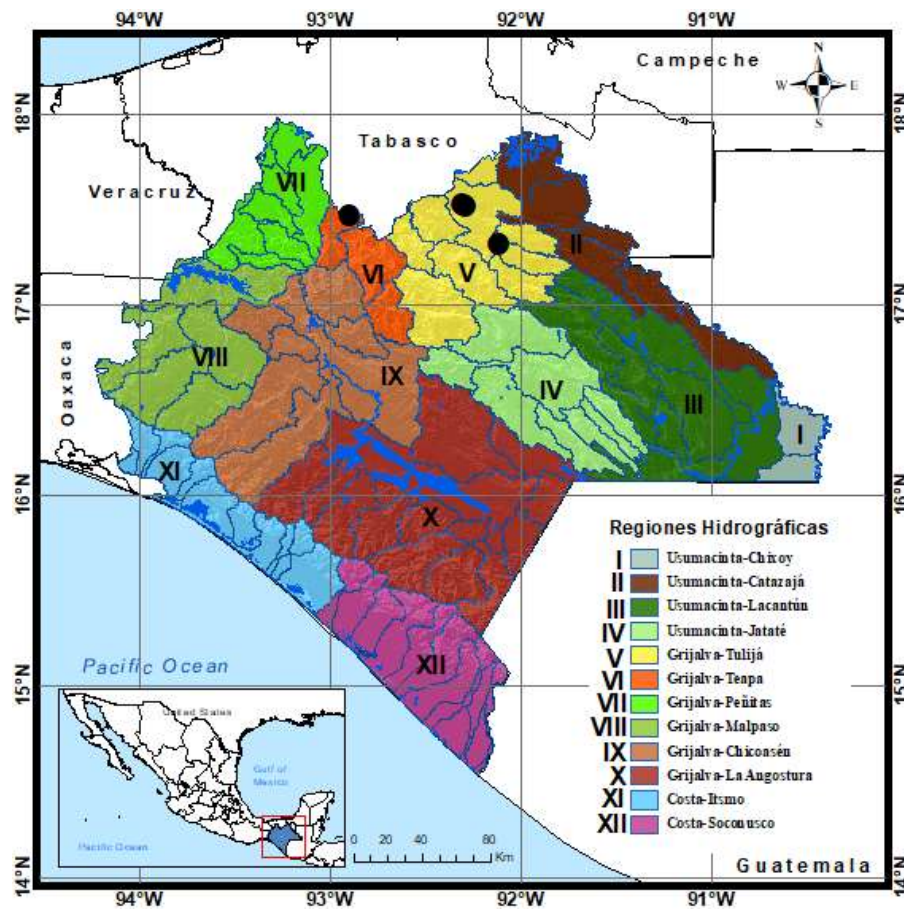 94°W 93°W 92°W 91°W
Campeche
N
W E
S
18°N 18°N
Tabasco
Veracruz
VII
II
VI
V
17°N 17°N
Oaxaca
VIII
IX
IV
III
I
XI
16°N 16°N
X
Regiones Hidrográficas
I Usumacinta-Chixoy
II Usumacinta-Catazajá
III Usumacinta-Lacantún
IV Usumacinta-Jataté
V Grijalva-Tulijá
VI Grijalva-Teapa
VII Grijalva-Peñitas
VIII Grijalva-Malpaso
IX Grijalva-Chicoasén
X Grijalva-La Angostura
XI Costa-Itsmo
XII Costa-Soconusco
XII
Pacific Ocean
15°N 15°N
United States
Gulf of
Mexico
Pacific Ocean
0 20 40 60 80
Km
Guatemala
14°N 14°N
94°W 93°W 92°W 91°W